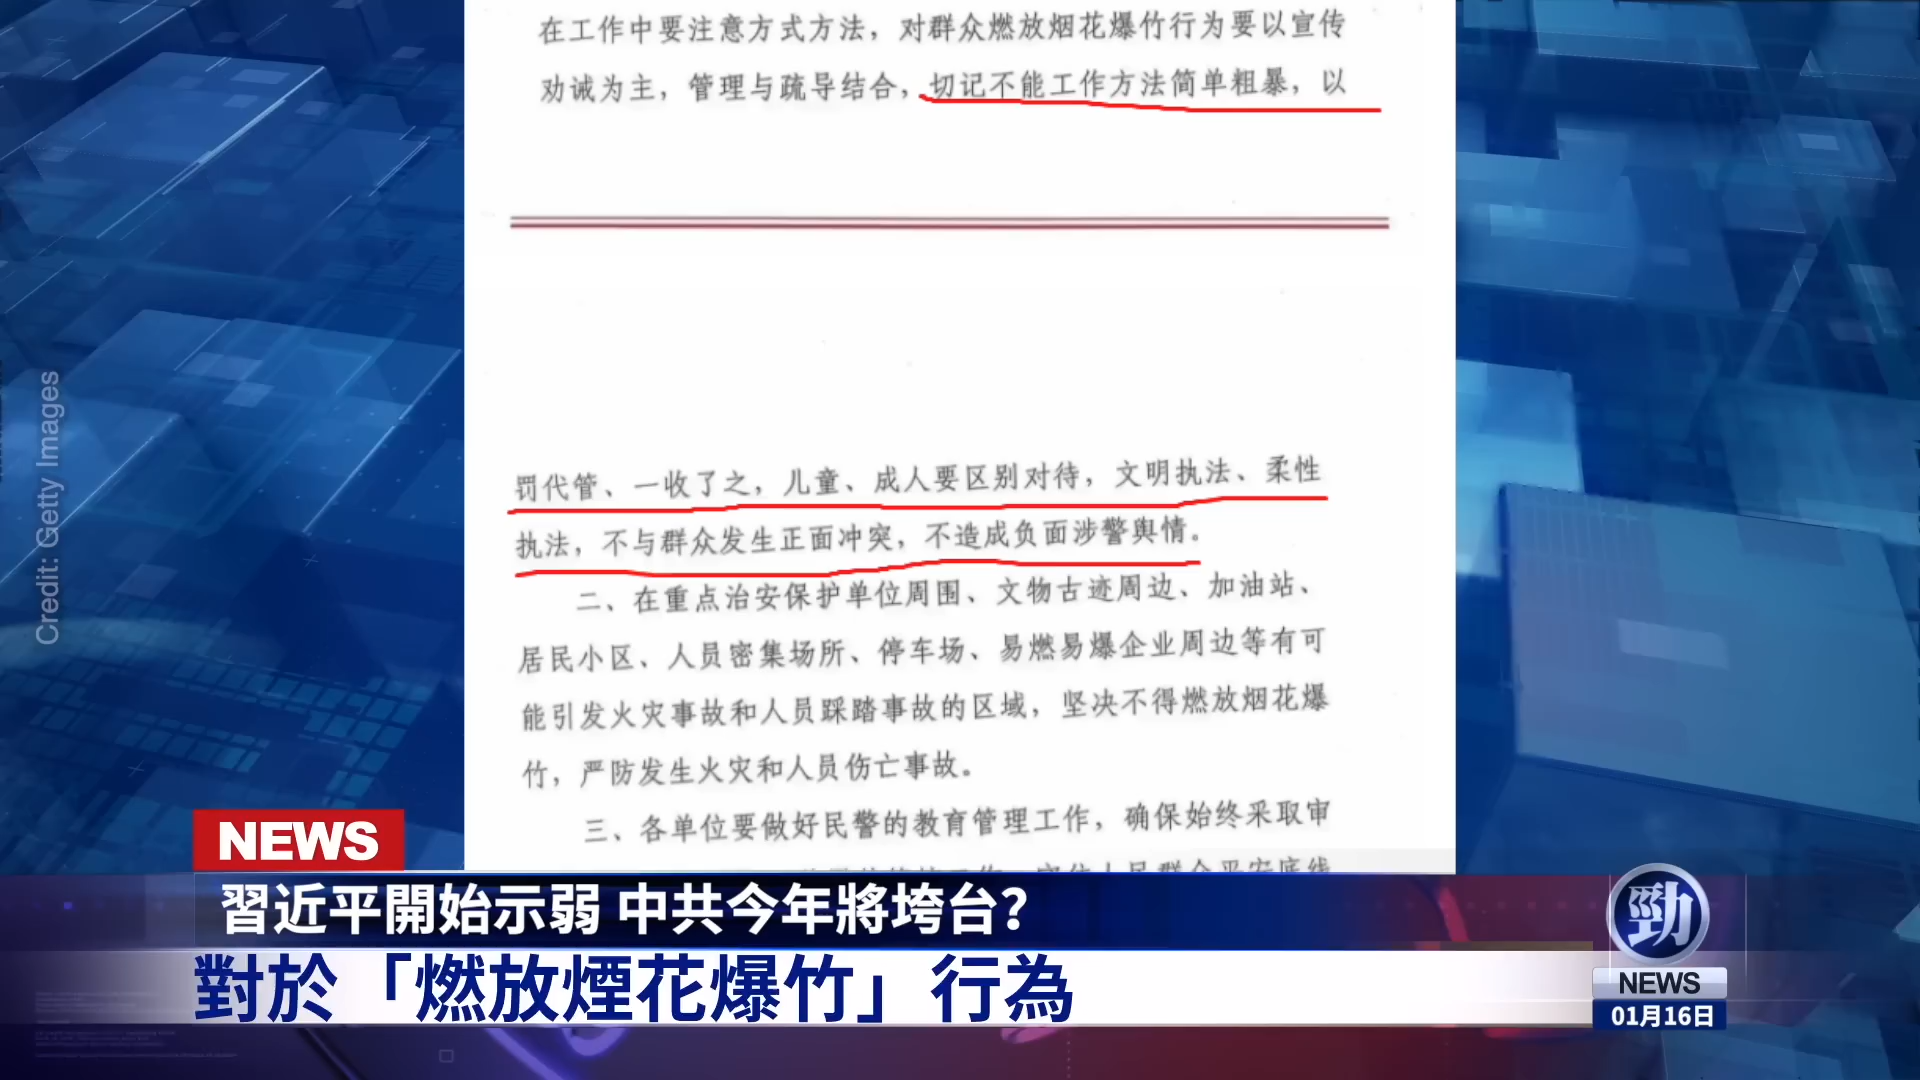 在工作中要注意方式方法，对群众燃放烟花爆竹行为要以宣传
劝诫为主，管理与疏导结合，切记不能工作方法简单粗暴，以
罚代管、一收了之，儿童、成人要区别对待，文明执法、柔性
执法，不与群众发生正面冲突，不造成负面涉警舆情。
二、在重点治安保护单位周围、文物古迹周边、加油站、
居民小区、人员密集场所、停车场、易燃易爆企业周边等有可
能引发火灾事故和人员踩踏事故的区域，坚决不得燃放烟花爆
竹，严防发生火灾和人员伤亡事故。
三、各单位要做好民警的教育管理工作，确保始终采取审
Credit: Getty Images
NEWS
習近平開始示弱 中共今年將垮台?
對於「燃放煙花爆竹」行為
勁
NEWS
01月16日